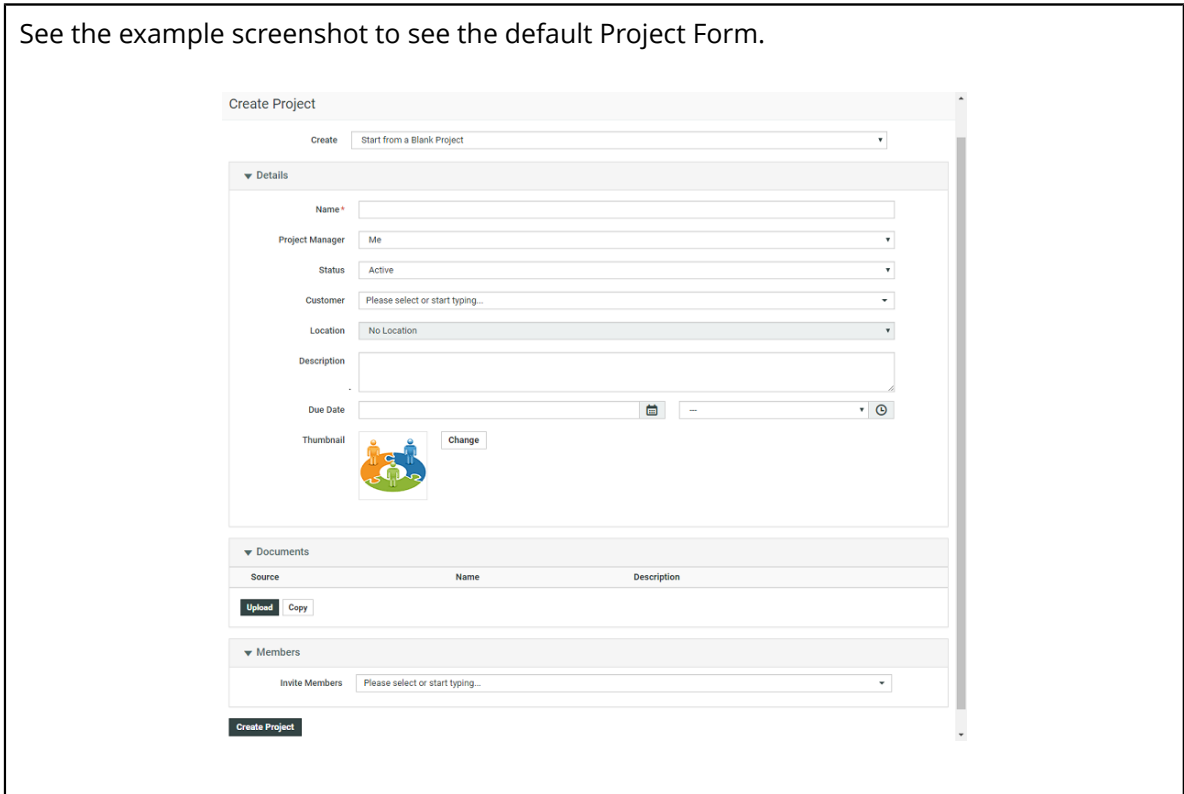 See the example screenshot to see the default Project Form.
Create Project
Create Start from a Blank Project
Details
Name*
Project Manager Me
Status Active
Customer Please select or start typing...
Location No Location
Description
Due Date ---
Thumbnail Change
Documents
Source Name Description
Upload Copy
Members
Invite Members Please select or start typing...
Create Project